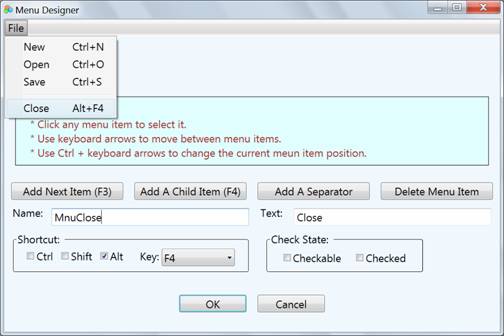 Menu Designer
File
New Ctrl+N
Open Ctrl+O
Save Ctrl+S
Close Alt+F4
* Click any menu item to select it.
* Use keyboard arrows to move between menu items.
* Use Ctrl + keyboard arrows to change the current meun item position.
Add Next Item (F3) Add A Child Item (F4) Add A Separator Delete Menu Item
Name: MnuClose Text: Close
Shortcut: Check State:
Ctrl Shift Alt Key: F4 Checkable Checked
OK Cancel